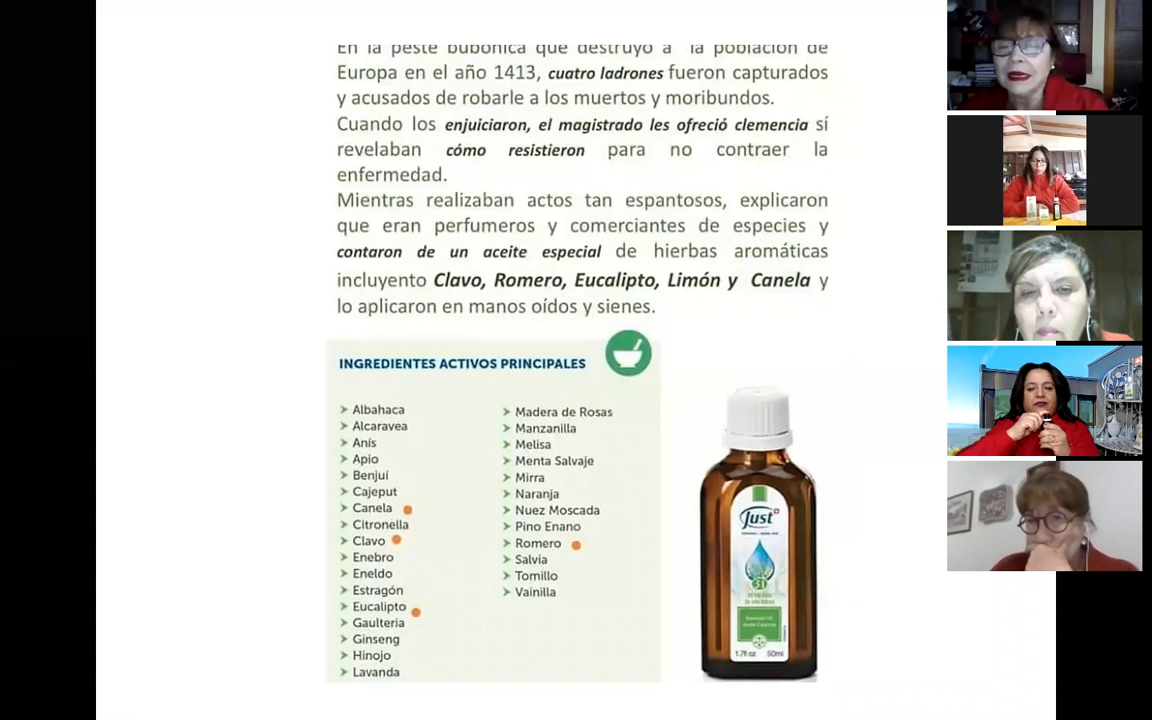 En la peste bubónica que destruyo a la población de
Europa en el año 1413, cuatro ladrones fueron capturados
y acusados de robarle a los muertos y moribundos.
Cuando los enjuiciaron, el magistrado les ofreció clemencia sí
revelaban cómo resistieron para no contraer la
enfermedad.
Mientras realizaban actos tan espantosos, explicaron
que eran perfumeros y comerciantes de especies y
contaron de un aceite especial de hierbas aromáticas
incluyento Clavo, Romero, Eucalipto, Limón y Canela y
lo aplicaron en manos oídos y sienes.
INGREDIENTES ACTIVOS PRINCIPALES
Albahaca
Alcaravea
Anís
Apio
Benjuí
Cajeput
Canela
Citronella
Clavo
Enebro
Eneldo
Estragón
Eucalipto
Gaulteria
Ginseng
Hinojo
Lavanda
Madera de Rosas
Manzanilla
Melisa
Menta Salvaje
Mirra
Naranja
Nuez Moscada
Pino Enano
Romero
Salvia
Tomillo
Vainilla
Just
31
1.7fl oz 50ml